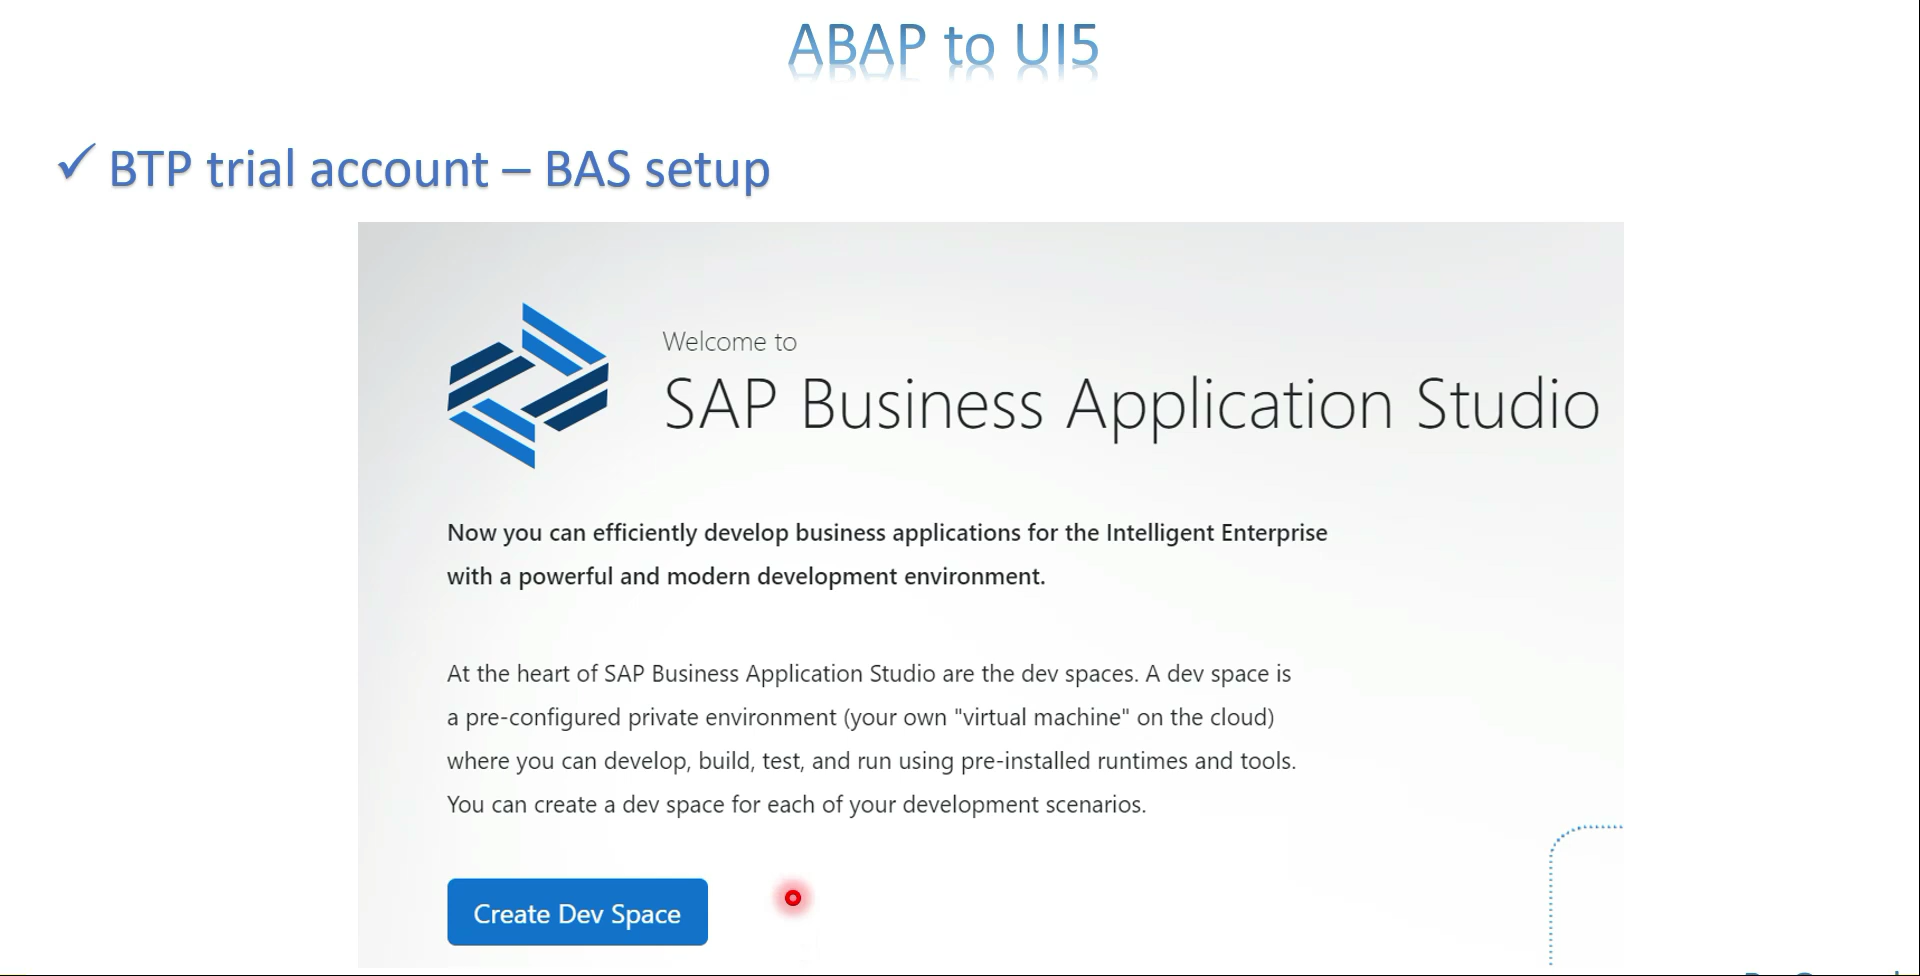 ABAP to UI5
✓ BTP trial account – BAS setup
Welcome to
SAP Business Application Studio
Now you can efficiently develop business applications for the Intelligent Enterprise
with a powerful and modern development environment.
At the heart of SAP Business Application Studio are the dev spaces. A dev space is
a pre-configured private environment (your own "virtual machine" on the cloud)
where you can develop, build, test, and run using pre-installed runtimes and tools.
You can create a dev space for each of your development scenarios.
Create Dev Space